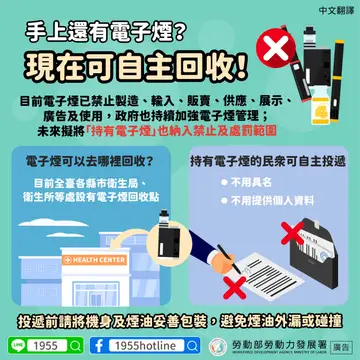 中文翻譯
手上還有電子煙？
現在可自主回收！
目前電子煙已禁止製造、輸入、販賣、供應、展示、
廣告及使用，政府也持續加強電子煙管理；
未來擬將「持有電子煙」也納入禁止及處罰範圍
電子煙可以去哪裡回收？
目前全臺各縣市衛生局、
衛生所等處設有電子煙回收點
HEALTH CENTER
持有電子煙的民眾可自主投遞
• 不用具名
• 不用提供個人資料
投遞前請將機身及煙油妥善包裝，避免煙油外漏或碰撞
LINE 1955
f 1955hotline
勞動部勞動力發展署
WORKFORCE DEVELOPMENT AGENCY, MINISTRY OF LABOR
廣告